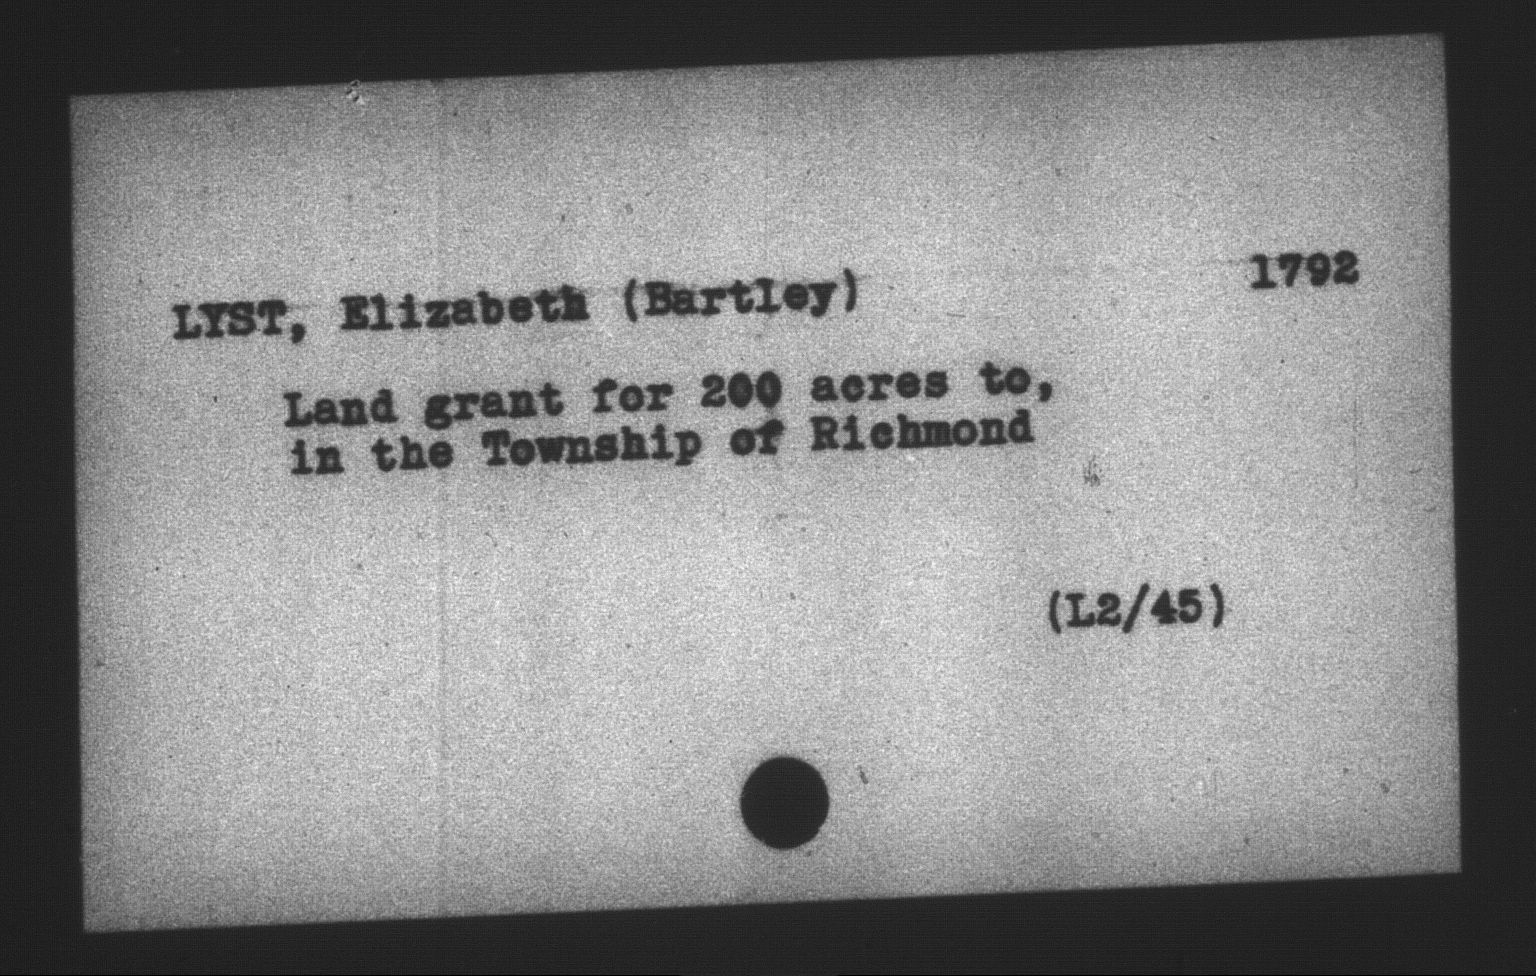 LYST, Elizabeth (Bartley) 1792
Land grant for 200 acres to,
in the Township of Richmond
(L2/45)